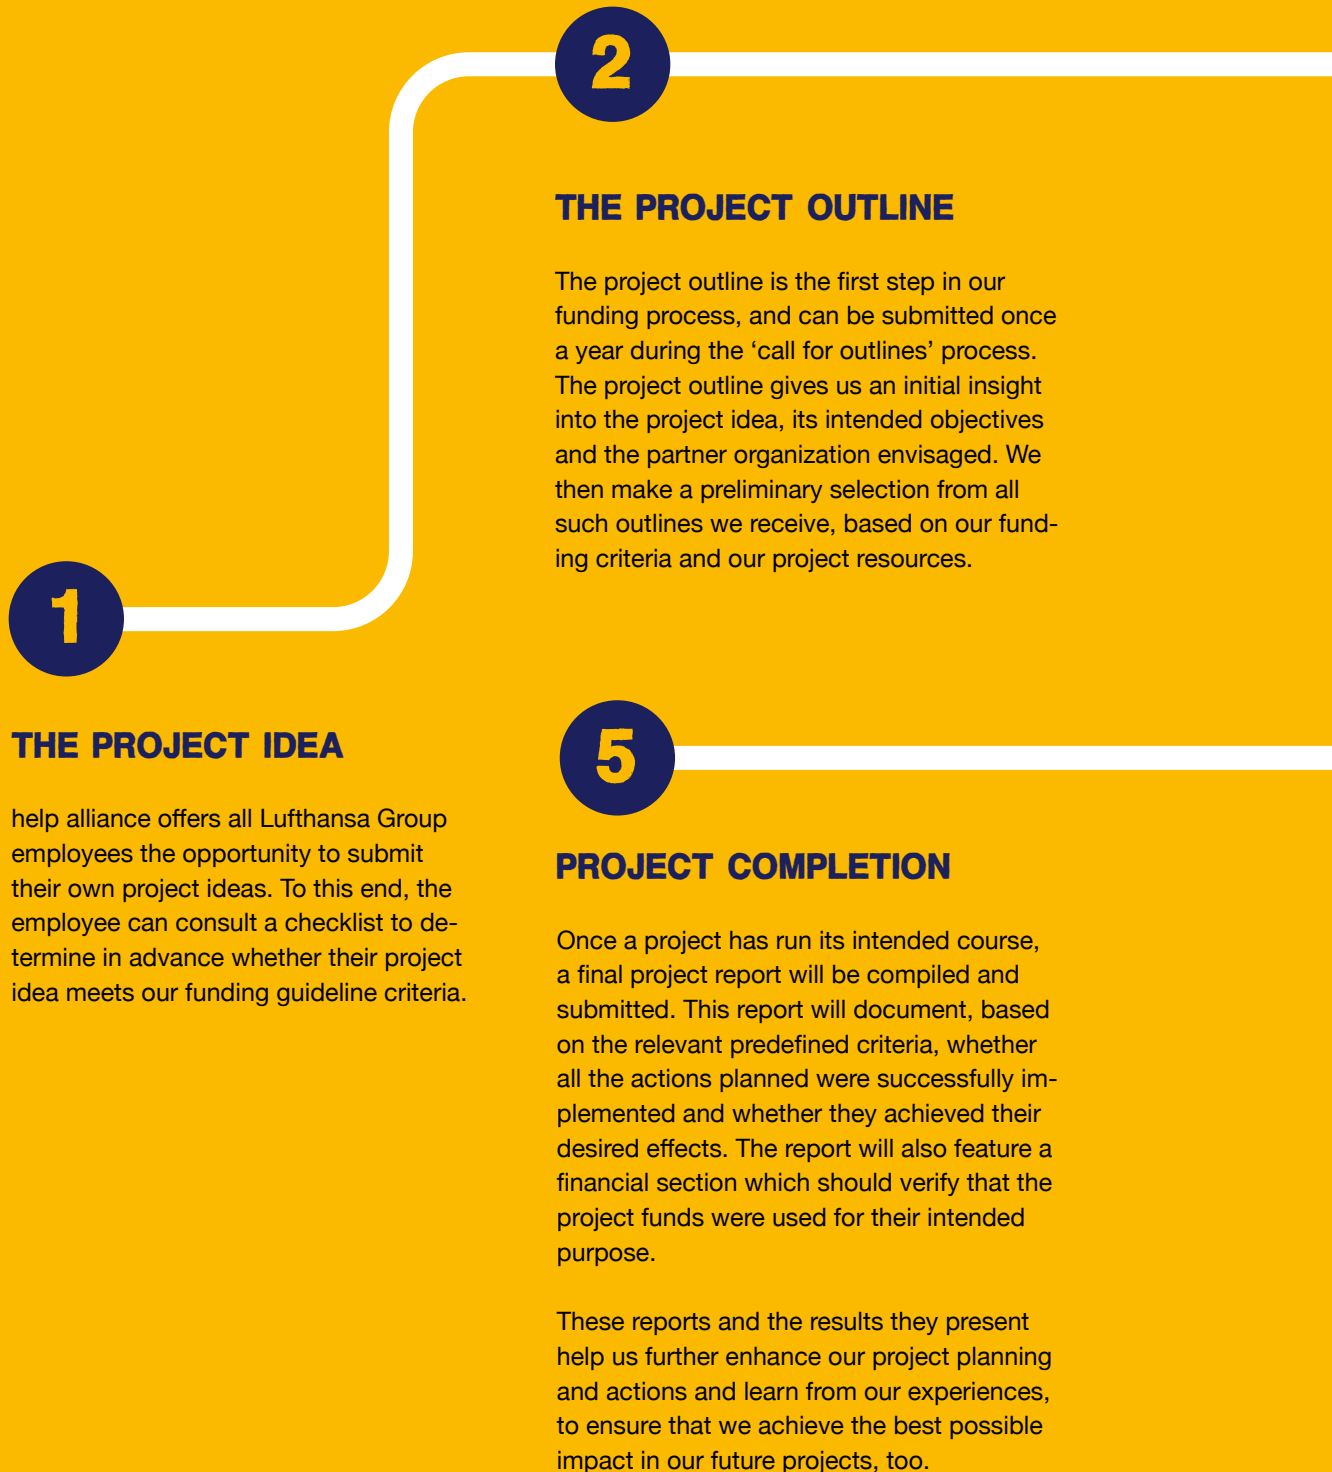 2
THE PROJECT OUTLINE
The project outline is the first step in our
funding process, and can be submitted once
a year during the ‘call for outlines’ process.
The project outline gives us an initial insight
into the project idea, its intended objectives
and the partner organization envisaged. We
then make a preliminary selection from all
such outlines we receive, based on our fund-
ing criteria and our project resources.
1
THE PROJECT IDEA
help alliance offers all Lufthansa Group
employees the opportunity to submit
their own project ideas. To this end, the
employee can consult a checklist to de-
termine in advance whether their project
idea meets our funding guideline criteria.
5
PROJECT COMPLETION
Once a project has run its intended course,
a final project report will be compiled and
submitted. This report will document, based
on the relevant predefined criteria, whether
all the actions planned were successfully im-
plemented and whether they achieved their
desired effects. The report will also feature a
financial section which should verify that the
project funds were used for their intended
purpose.
These reports and the results they present
help us further enhance our project planning
and actions and learn from our experiences,
to ensure that we achieve the best possible
impact in our future projects, too.